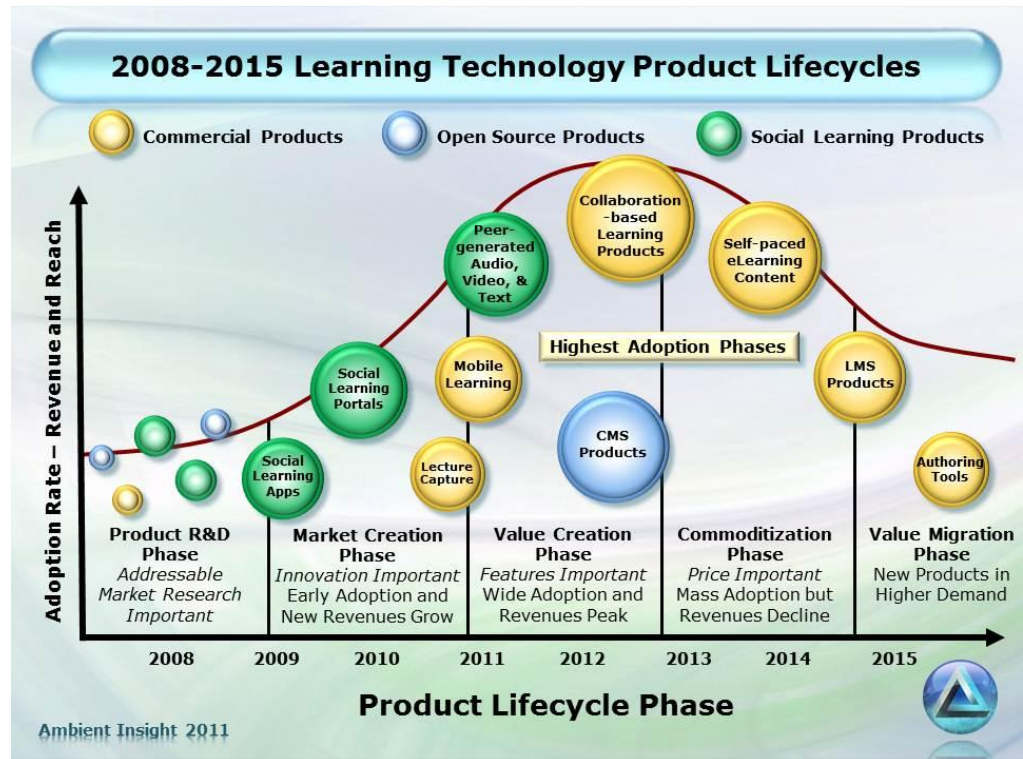 2008-2015 Learning Technology Product Lifecycles
Commercial Products
Open Source Products
Social Learning Products
Authoring Rate – Revenue and Reach
Collaboration
-based
Learning
Products
Peer-
generated
Audio,
Video, &
Text
Self-paced
eLearning
Content
Highest Adoption Phases
Social
Learning
Portals
Mobile
Learning
LMS
Products
CMS
Products
Social
Learning
Apps
Lecture
Capture
Authoring
Tools
Product R&D
Phase
Addressable
Market Research
Important
Market Creation
Phase
Innovation Important
Early Adoption and
New Revenues Grow
Value Creation
Phase
Features Important
Wide Adoption and
Revenues Peak
Commoditization
Phase
Price Important
Mass Adoption but
Revenues Decline
Value Migration
Phase
New Products in
Higher Demand
2008
2009
2010
2011
2012
2013
2014
2015
Product Lifecycle Phase
Ambient Insight 2011